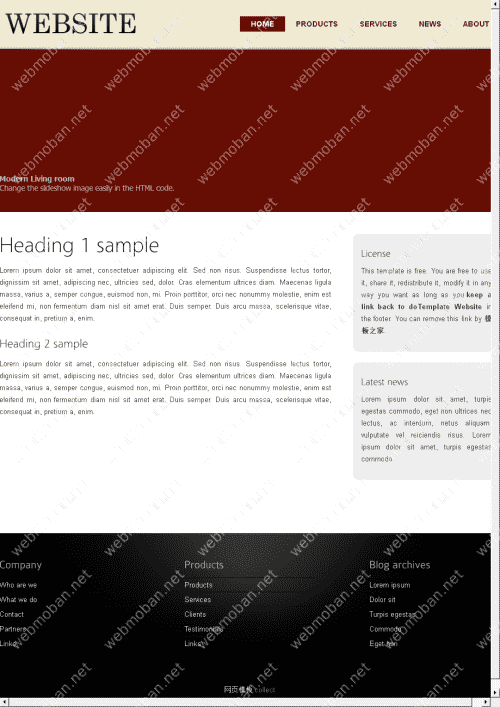 WEBSITE
HOME PRODUCTS SERVICES NEWS ABOUT
Modern Living room
Change the slideshow image easily in the HTML code.
Heading 1 sample
Lorem ipsum dolor sit amet, consectetuer adipiscing elit. Sed non risus. Suspendisse lectus tortor,
dignissim sit amet, adipiscing nec, ultricies sed, dolor. Cras elementum ultrices diam. Maecenas ligula
massa, varius a, semper congue, euismod non, mi. Proin porttitor, orci nec nonummy molestie, enim est
eleifend mi, non fermentum diam nisl sit amet erat. Duis semper. Duis arcu massa, scelerisque vitae,
consequat in, pretium a, enim.
Heading 2 sample
Lorem ipsum dolor sit amet, consectetuer adipiscing elit. Sed non risus. Suspendisse lectus tortor,
dignissim sit amet, adipiscing nec, ultricies sed, dolor. Cras elementum ultrices diam. Maecenas ligula
massa, varius a, semper congue, euismod non, mi. Proin porttitor, orci nec nonummy molestie, enim est
eleifend mi, non fermentum diam nisl sit amet erat. Duis semper. Duis arcu massa, scelerisque vitae,
consequat in, pretium a, enim.
License
This template is free. You are free to use
it, share it, redistribute it, modify it in any
way you want as long as you keep a
link back to doTemplate Website in
the footer. You can remove this link by 模
板之家.
Latest news
Lorem ipsum dolor sit amet, turpis
egestas commodo, eget non ultrices nec
lectus, ac interdum, netus aliquam
vulputate vel reiciendis risus. Lorem
ipsum dolor sit amet, turpis egestas
commodo
Company
Who are we
What we do
Contact
Partners
Links
Products
Products
Services
Clients
Testimonials
Links
Blog archives
Lorem ipsum
Dolor sit
Turpis egestas
Commodo
Eget non
网页模板 collect
webmoban.net